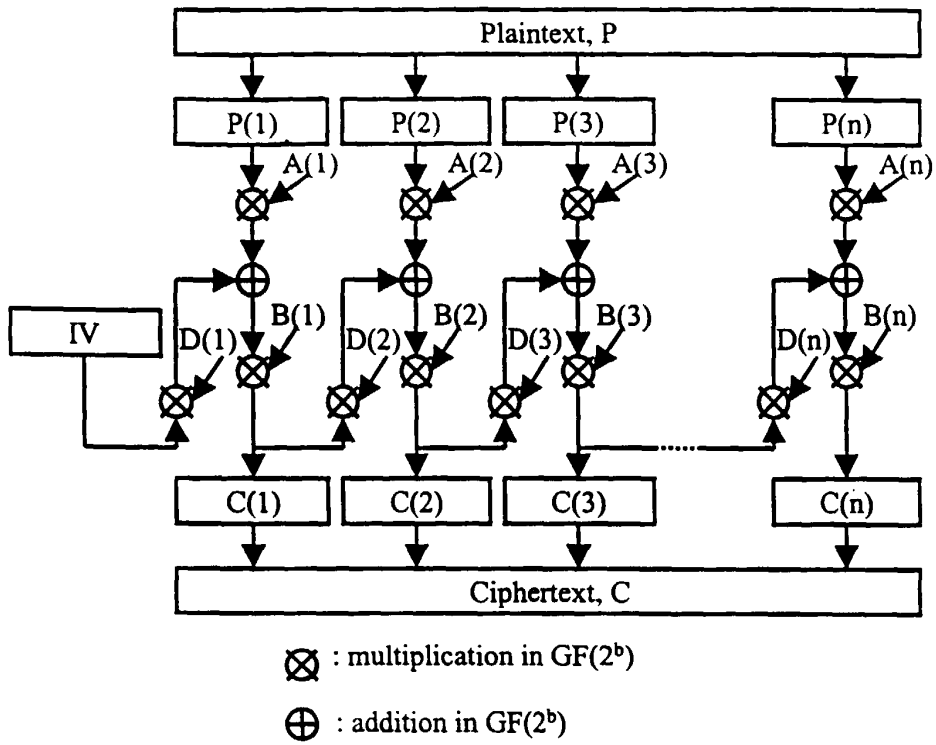 Plaintext, P
P(1) P(2) P(3) P(n)
A(1) A(2) A(3) A(n)
IV
B(1) B(2) B(3) B(n)
D(1) D(2) D(3) D(n)
C(1) C(2) C(3) C(n)
Ciphertext, C
⊗ : multiplication in GF(2ᵇ)
⊕ : addition in GF(2ᵇ)